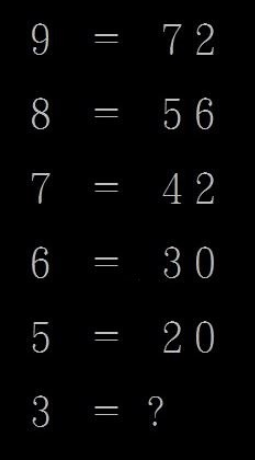 9 = 72
8 = 56
7 = 42
6 = 30
5 = 20
3 = ?